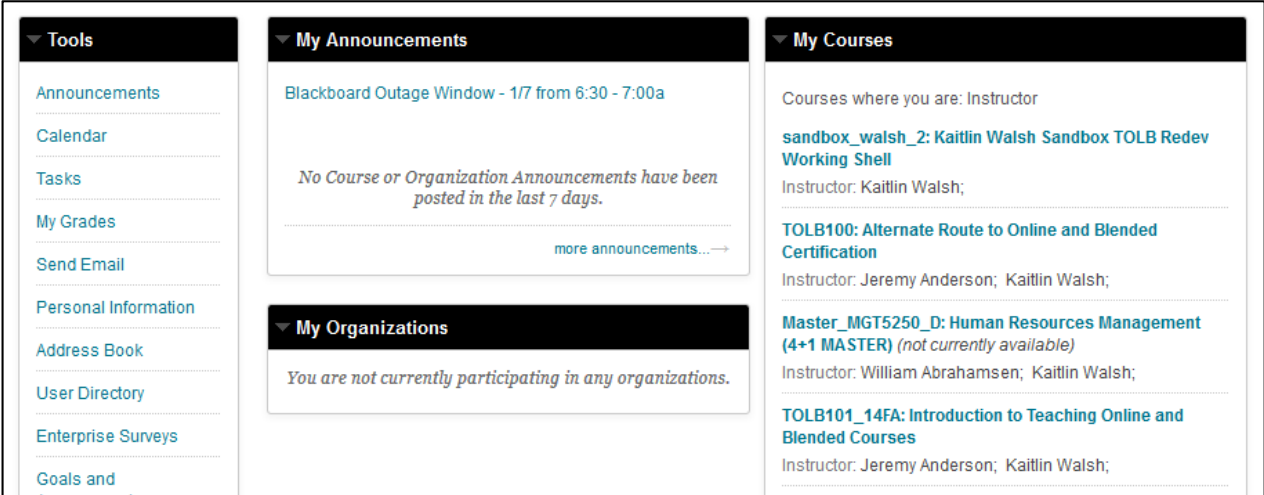 Tools
Announcements
Calendar
Tasks
My Grades
Send Email
Personal Information
Address Book
User Directory
Enterprise Surveys
Goals and
My Announcements
Blackboard Outage Window - 1/7 from 6:30 - 7:00a
No Course or Organization Announcements have been
posted in the last 7 days.
more announcements...→
My Organizations
You are not currently participating in any organizations.
My Courses
Courses where you are: Instructor
sandbox_walsh_2: Kaitlin Walsh Sandbox TOLB Redev
Working Shell
Instructor: Kaitlin Walsh;
TOLB100: Alternate Route to Online and Blended
Certification
Instructor: Jeremy Anderson; Kaitlin Walsh;
Master_MGT5250_D: Human Resources Management
(4+1 MASTER) (not currently available)
Instructor: William Abrahamsen; Kaitlin Walsh;
TOLB101_14FA: Introduction to Teaching Online and
Blended Courses
Instructor: Jeremy Anderson; Kaitlin Walsh;